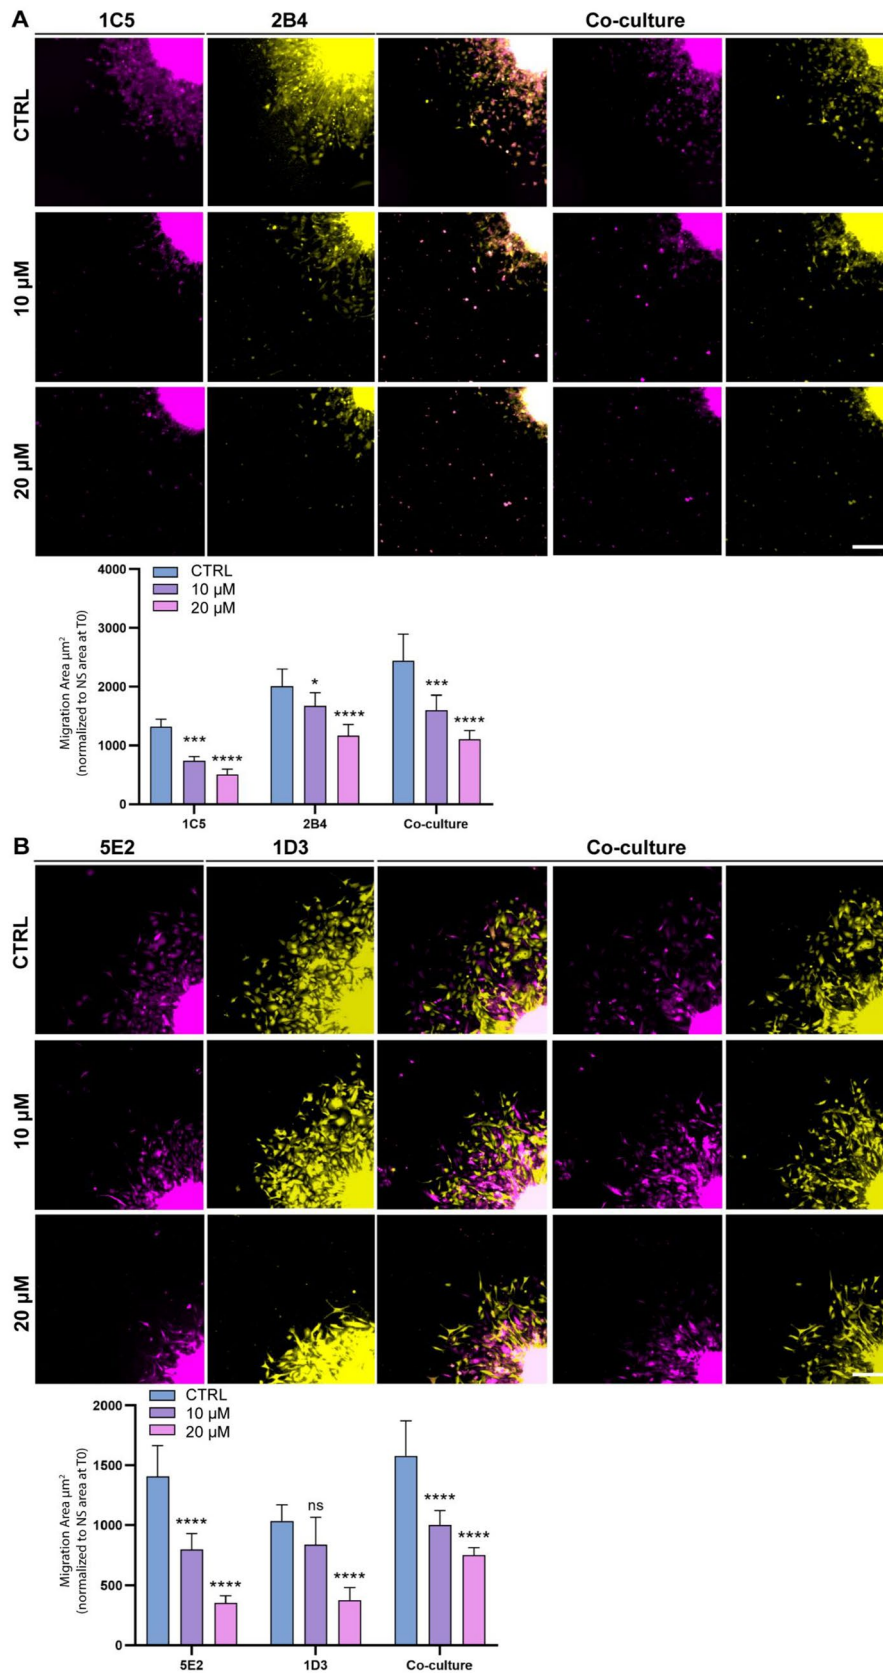 A 1C5 2B4 Co-culture
CTRL
10 µM
20 µM
CTRL
10 µM
20 µM
Migration Area µm²
(normalized to NS area at T0)
4000
3000
2000
1000
0
*** ****
* ****
*** ****
1C5 2B4 Co-culture
B 5E2 1D3 Co-culture
CTRL
10 µM
20 µM
CTRL
10 µM
20 µM
Migration Area µm²
(normalized to NS area at T0)
2000
1500
1000
500
0
**** ****
ns ****
**** ****
5E2 1D3 Co-culture